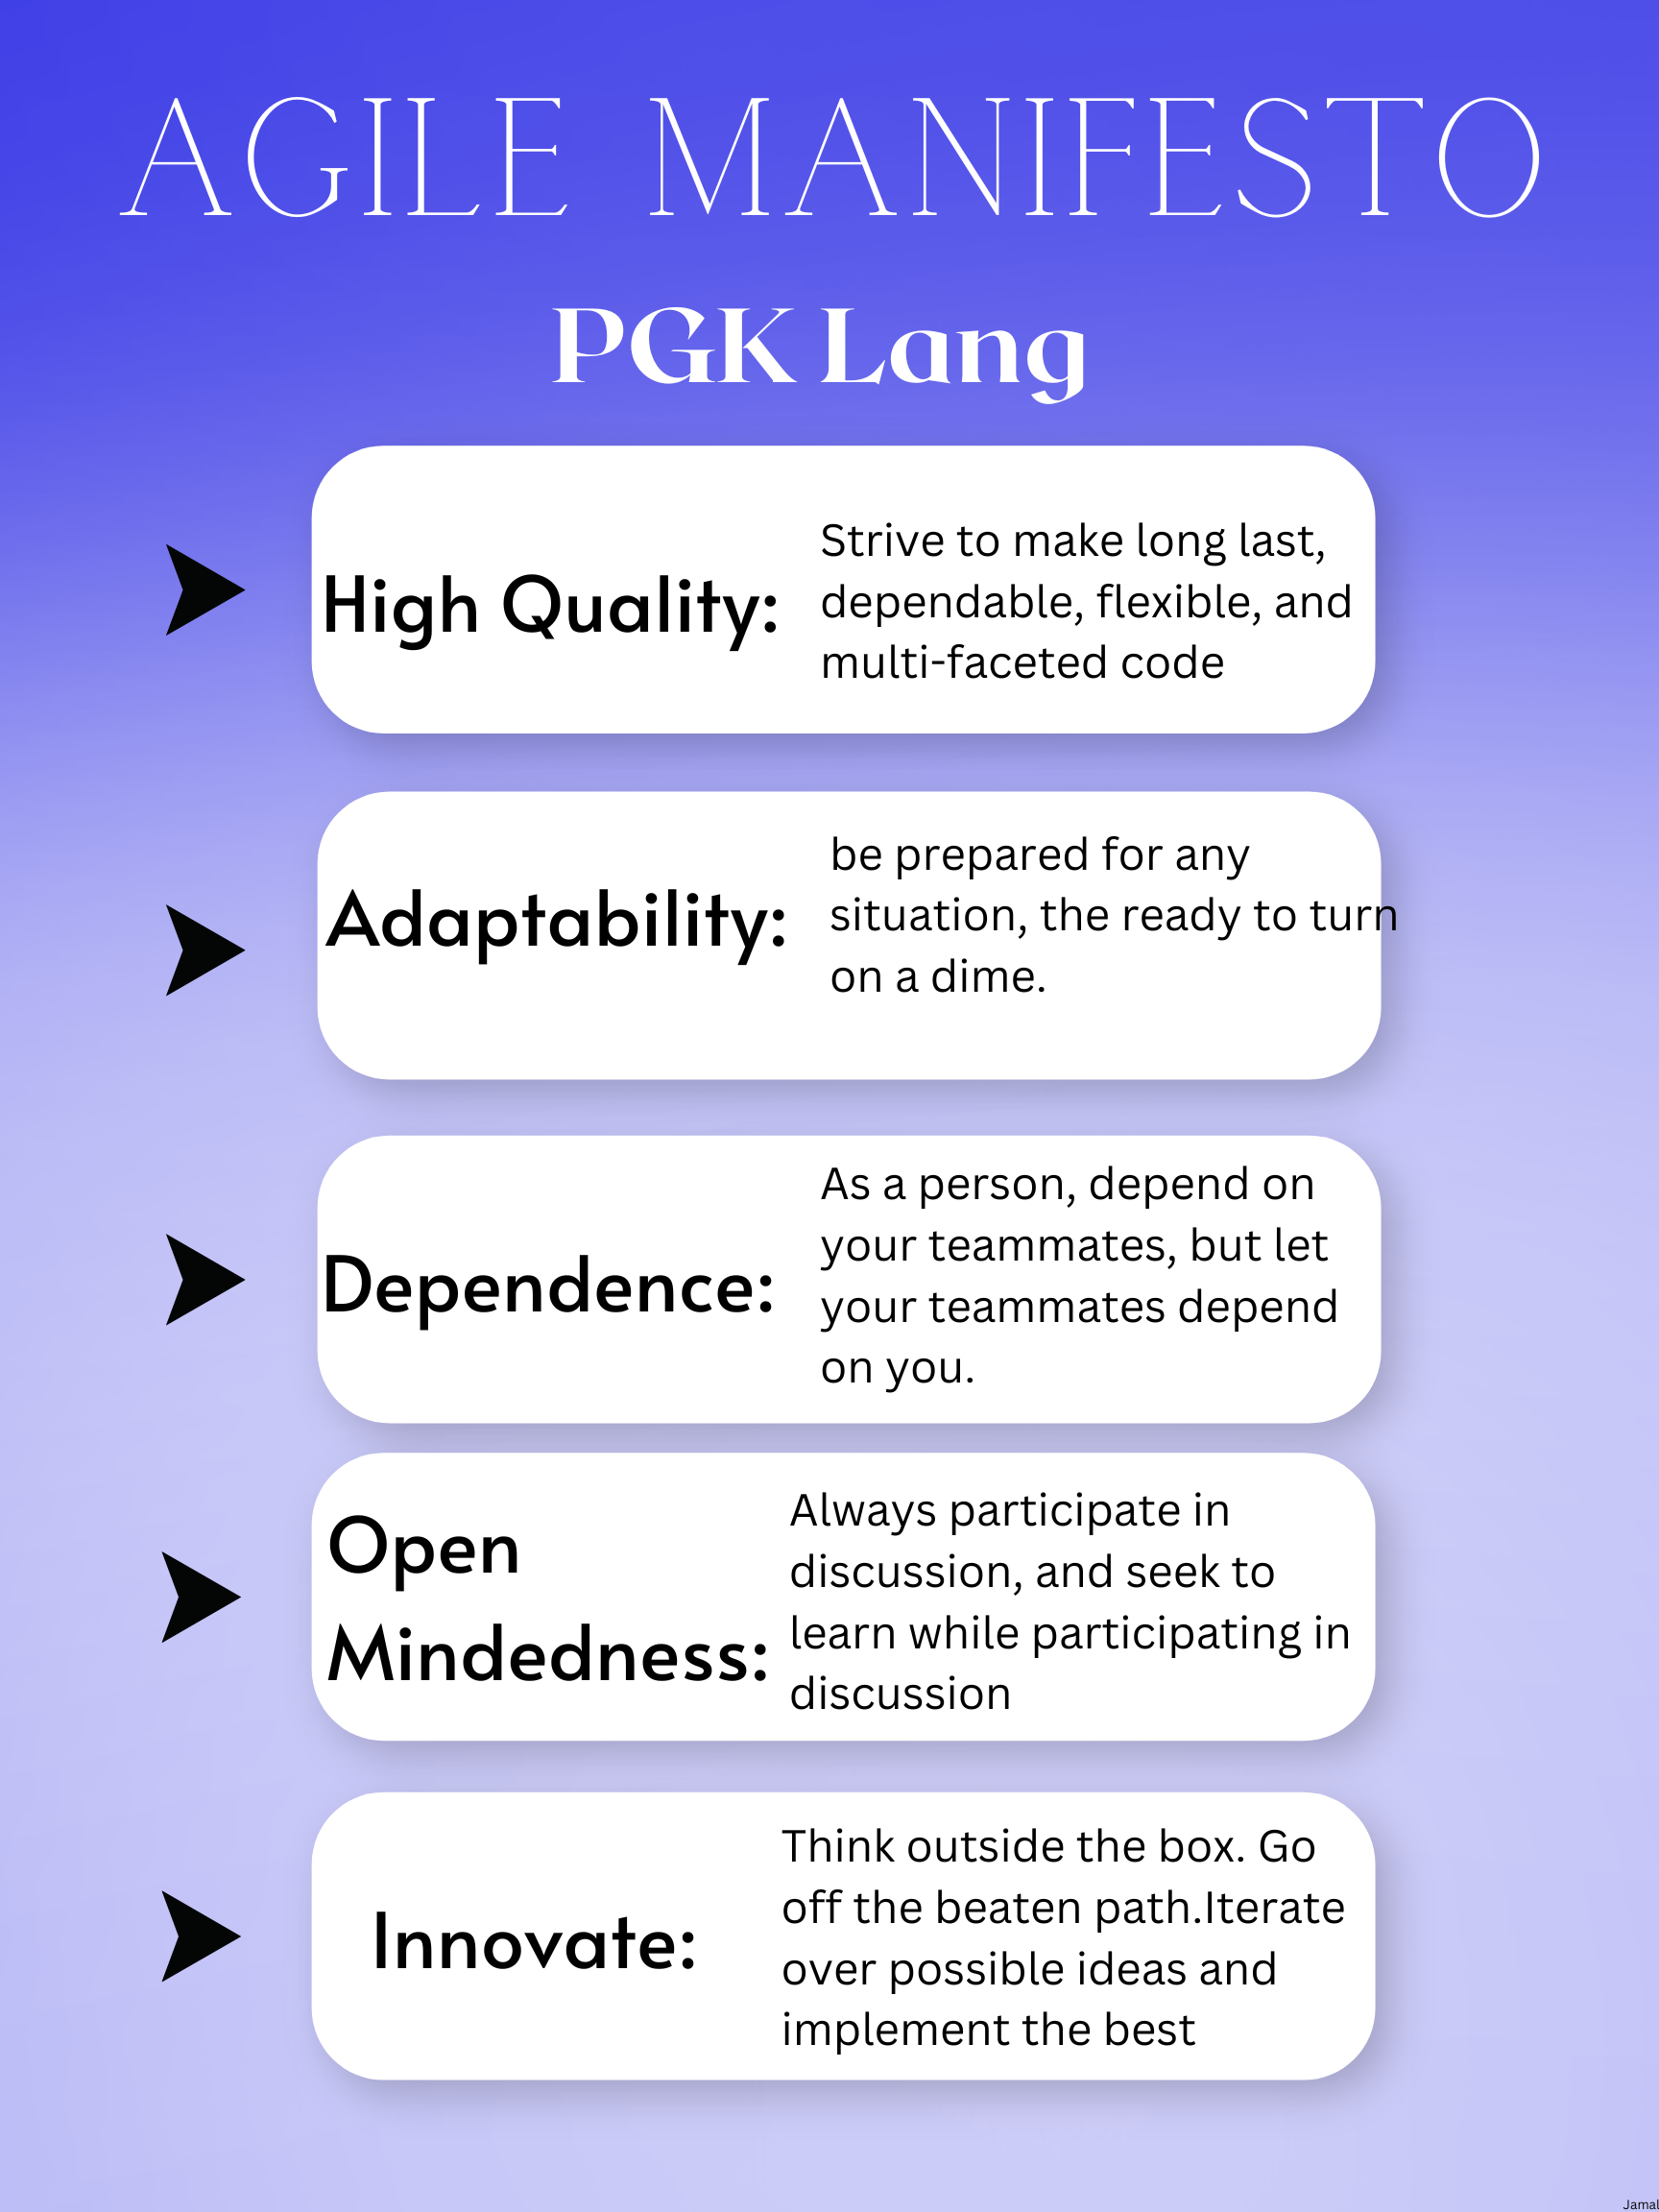 AGILE MANIFESTO
PGK Lang
High Quality:
Strive to make long last,
dependable, flexible, and
multi-faceted code
Adaptability:
be prepared for any
situation, the ready to turn
on a dime.
Dependence:
As a person, depend on
your teammates, but let
your teammates depend
on you.
Open
Mindedness:
Always participate in
discussion, and seek to
learn while participating in
discussion
Innovate:
Think outside the box. Go
off the beaten path.Iterate
over possible ideas and
implement the best
Jamal